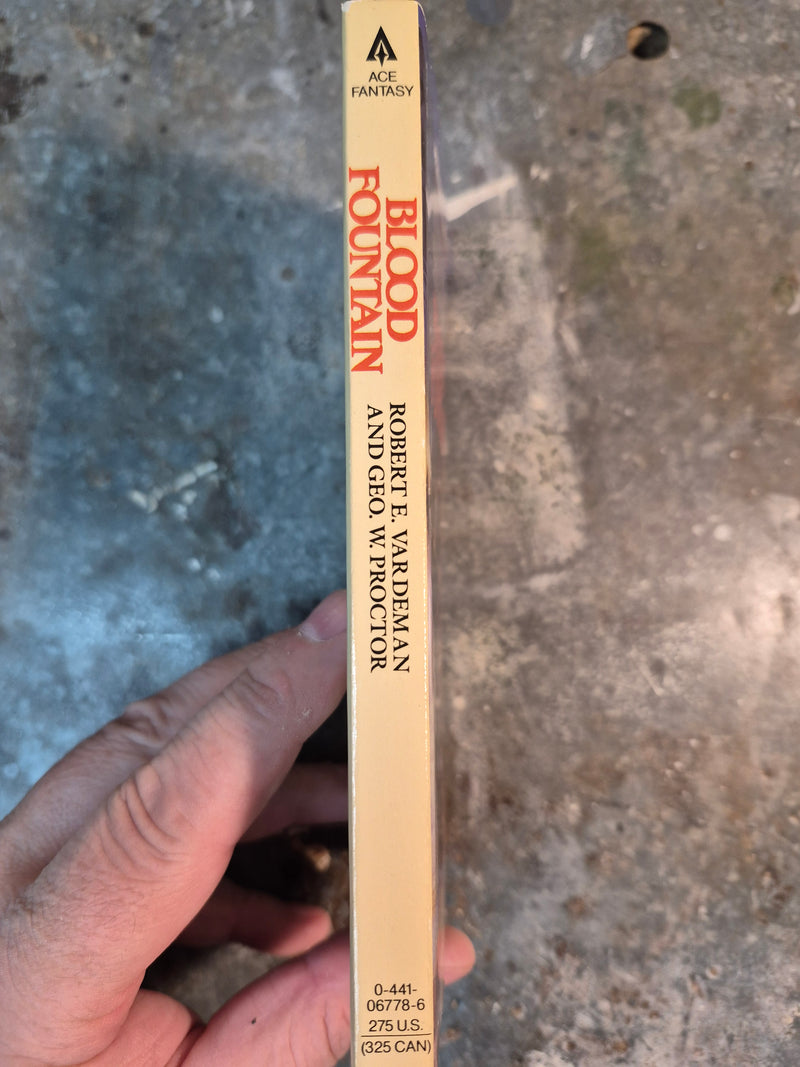 ACE
FANTASY
BLOOD
FOUNTAIN
ROBERT E. VARDEMAN
AND GEO. W. PROCTOR
0-441-
06778-6
275 U.S.
(325 CAN)